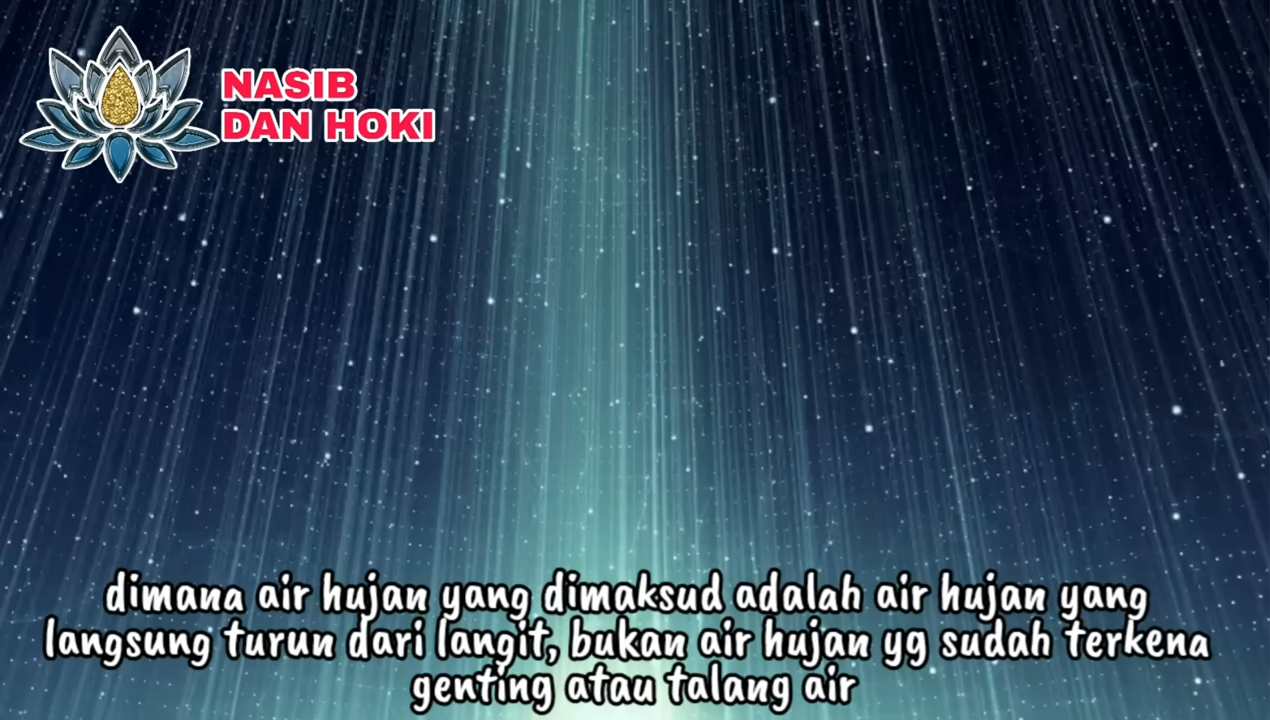 NASIB
DAN HOKI
dimana air hujan yang dimaksud adalah air hujan yang
langsung turun dari langit, bukan air hujan yg sudah terkena
genting atau talang air